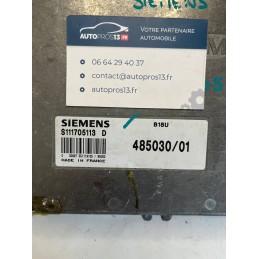 SIEMENS
AUTOPROS13.FR
VOTRE PARTENAIRE
AUTOMOBILE
06 64 29 40 37
contact@autopros13.fr
autopros13.fr
SIEMENS
B18U
S111705113 D
485030/01
MADE IN FRANCE